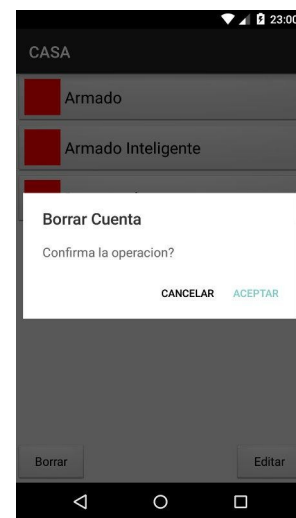 23:00
CASA
Armado
Armado Inteligente
Borrar Cuenta
Confirma la operacion?
CANCELAR ACEPTAR
Borrar Editar